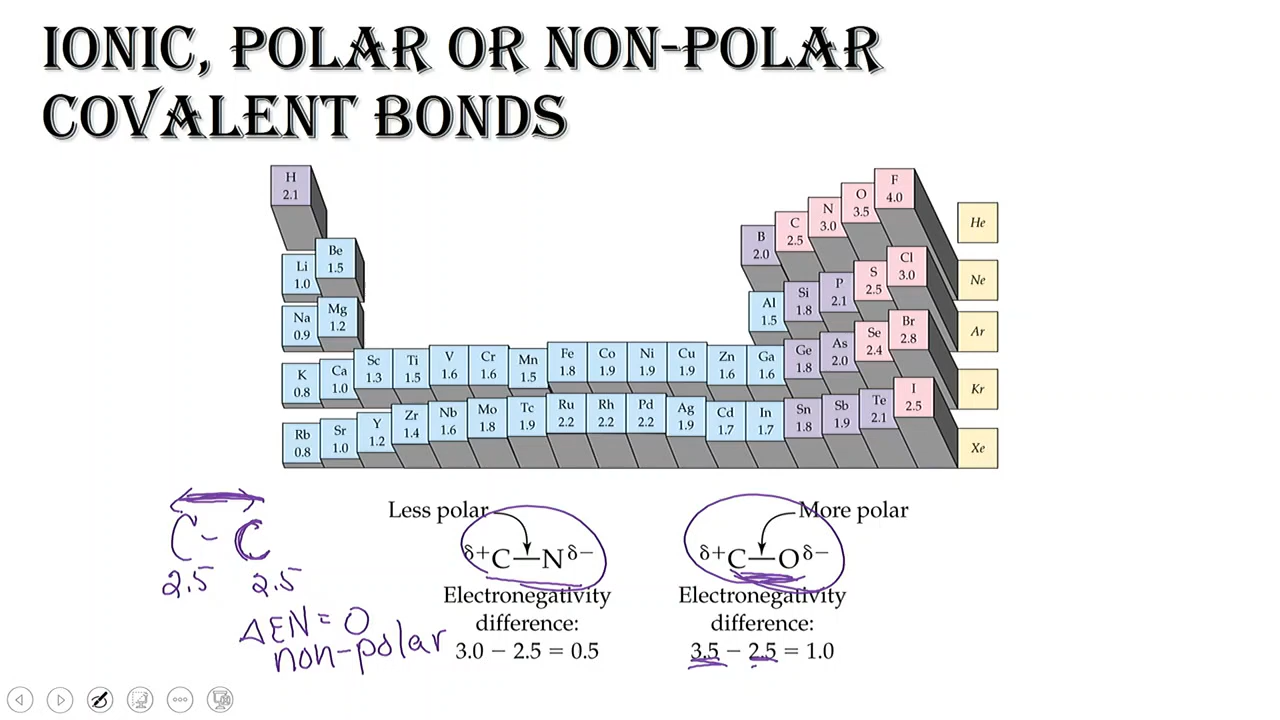 IONIC, POLAR OR NON-POLAR
COVALENT BONDS
H
2.1
Li
1.0
Be
1.5
Na
0.9
Mg
1.2
K
0.8
Ca
1.0
Sc
1.3
Ti
1.5
V
1.6
Cr
1.6
Mn
1.5
Fe
1.8
Co
1.9
Ni
1.9
Cu
1.9
Zn
1.6
Ga
1.6
Ge
1.8
As
2.0
Se
2.4
Br
2.8
Rb
0.8
Sr
1.0
Y
1.2
Zr
1.4
Nb
1.6
Mo
1.8
Tc
1.9
Ru
2.2
Rh
2.2
Pd
2.2
Ag
1.9
Cd
1.7
In
1.7
Sn
1.8
Sb
1.9
Te
2.1
I
2.5
B
2.0
C
2.5
N
3.0
O
3.5
F
4.0
Al
1.5
Si
1.8
P
2.1
S
2.5
Cl
3.0
He
Ne
Ar
Kr
Xe
C - C
2.5 2.5
ΔEN = 0
non-polar
Less polar
δ+C—Nδ−
Electronegativity
difference:
3.0 − 2.5 = 0.5
More polar
δ+C—Oδ−
Electronegativity
difference:
3.5 − 2.5 = 1.0